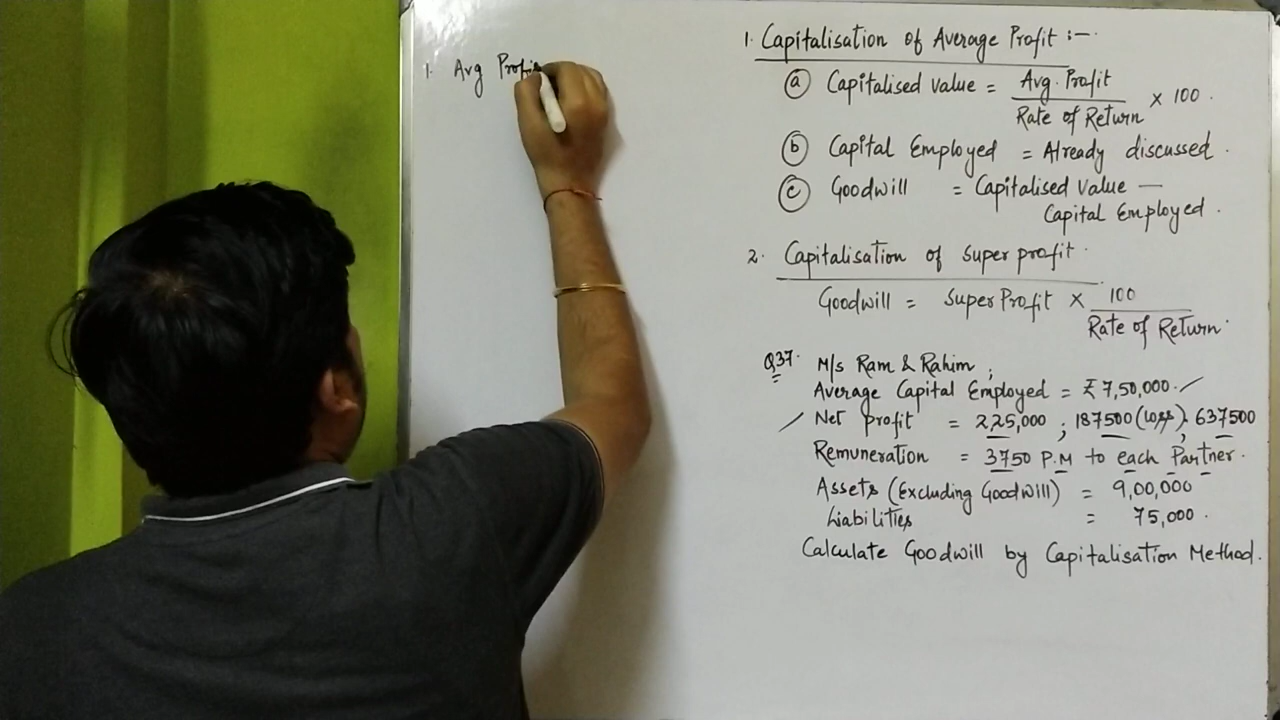 1. Avg Profi
1. Capitalisation of Average Profit :-
ⓐ Capitalised value = Avg. Profit / Rate of Return × 100.
ⓑ Capital Employed = Already discussed.
ⓒ Goodwill = Capitalised Value —
Capital Employed.
2. Capitalisation of Super profit.
Goodwill = Super Profit × 100 / Rate of Return.
Q37. M/s Ram & Rahim,
Average Capital Employed = ₹ 7,50,000.
Net profit = 225,000 ; 187500 (loss) ; 637500
Remuneration = 3750 P.M to each Partner.
Assets (Excluding Goodwill) = 9,00,000
Liabilities = 75,000.
Calculate Goodwill by Capitalisation Method.